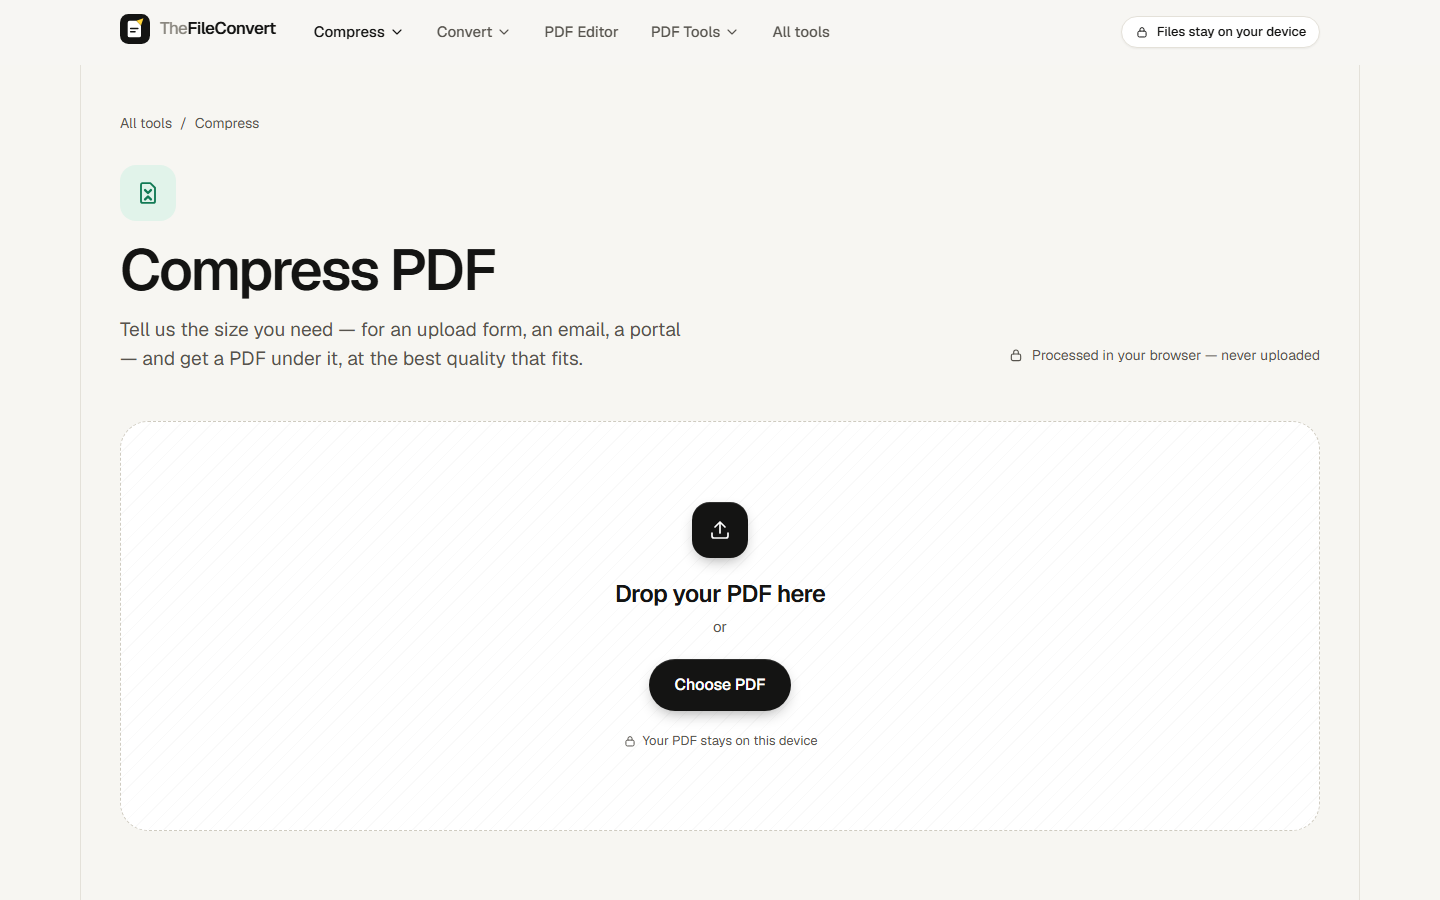 TheFileConvert
Compress
Convert
PDF Editor
PDF Tools
All tools
Files stay on your device
All tools / Compress
Compress PDF
Tell us the size you need — for an upload form, an email, a portal
— and get a PDF under it, at the best quality that fits.
Processed in your browser — never uploaded
Drop your PDF here
or
Choose PDF
Your PDF stays on this device